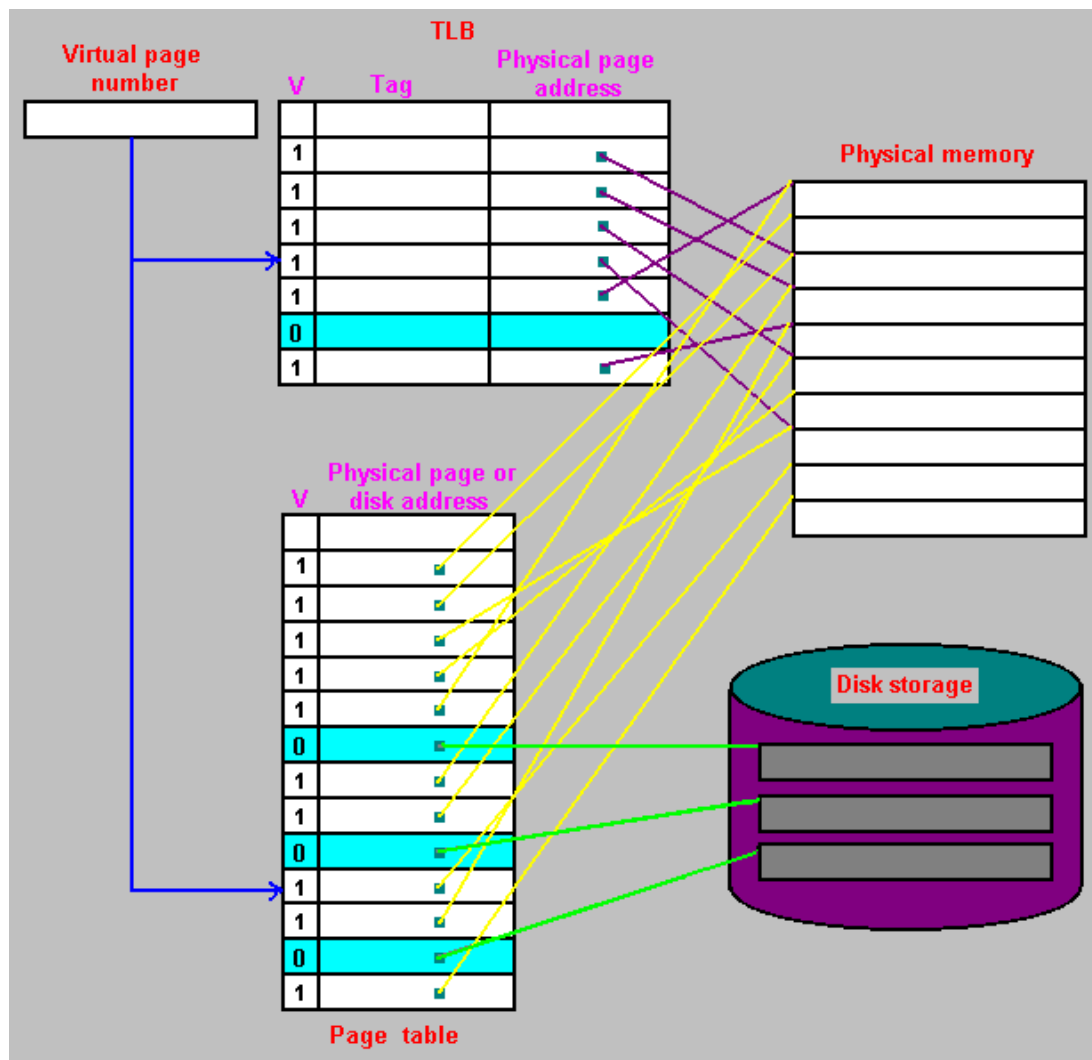 TLB
Virtual page
number
V
Tag
Physical page
address
1
1
1
1
1
0
1
Physical memory
V
Physical page or
disk address
1
1
1
1
1
0
1
1
0
1
1
0
1
Page table
Disk storage